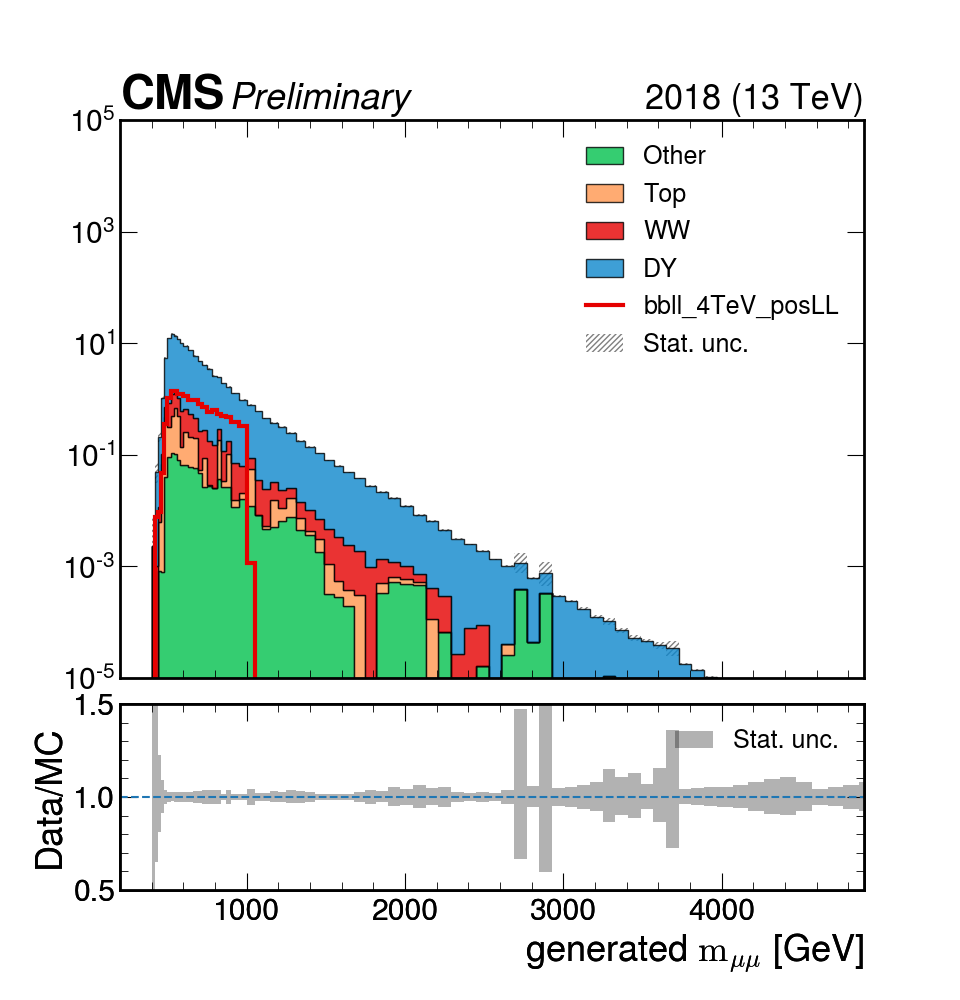 CMS Preliminary 2018 (13 TeV)
10^5
10^3
10^1
10^-1
10^-3
10^-5
Other
Top
WW
DY
bbll_4TeV_posLL
Stat. unc.
1.5
1.0
0.5
Data/MC
Stat. unc.
1000 2000 3000 4000
generated m_μμ [GeV]